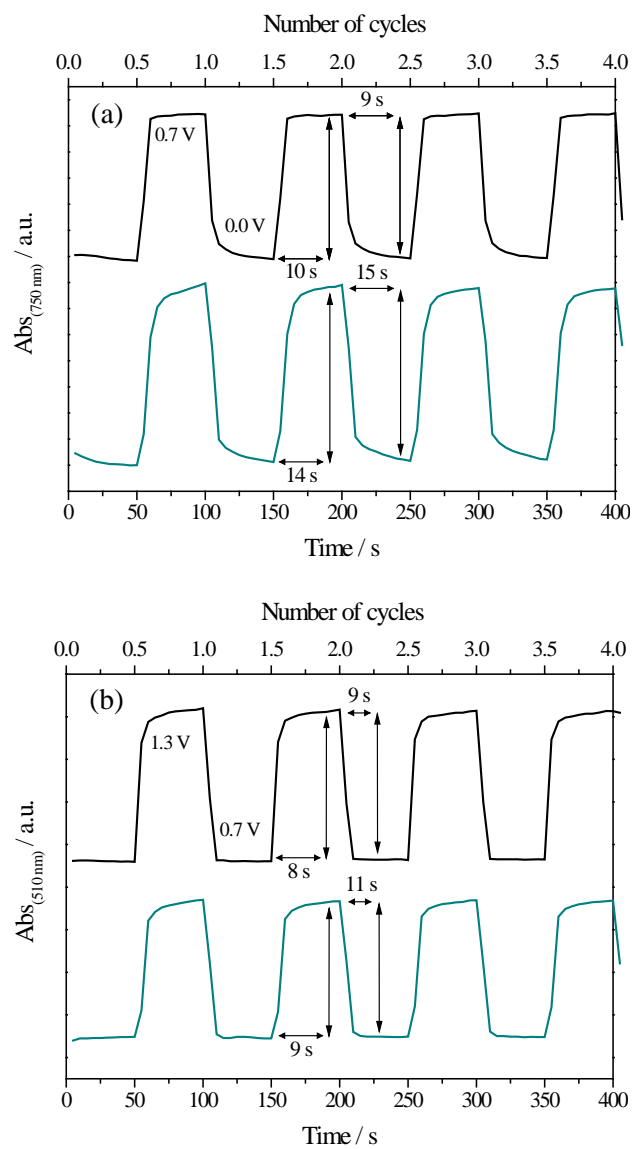 Number of cycles
0.0 0.5 1.0 1.5 2.0 2.5 3.0 3.5 4.0
(a)
9 s
0.7 V
0.0 V
10 s
15 s
14 s
Abs(750 nm) / a.u.
0 50 100 150 200 250 300 350 400
Time / s
Number of cycles
0.0 0.5 1.0 1.5 2.0 2.5 3.0 3.5 4.0
(b)
9 s
1.3 V
0.7 V
8 s
11 s
9 s
Abs(510 nm) / a.u.
0 50 100 150 200 250 300 350 400
Time / s